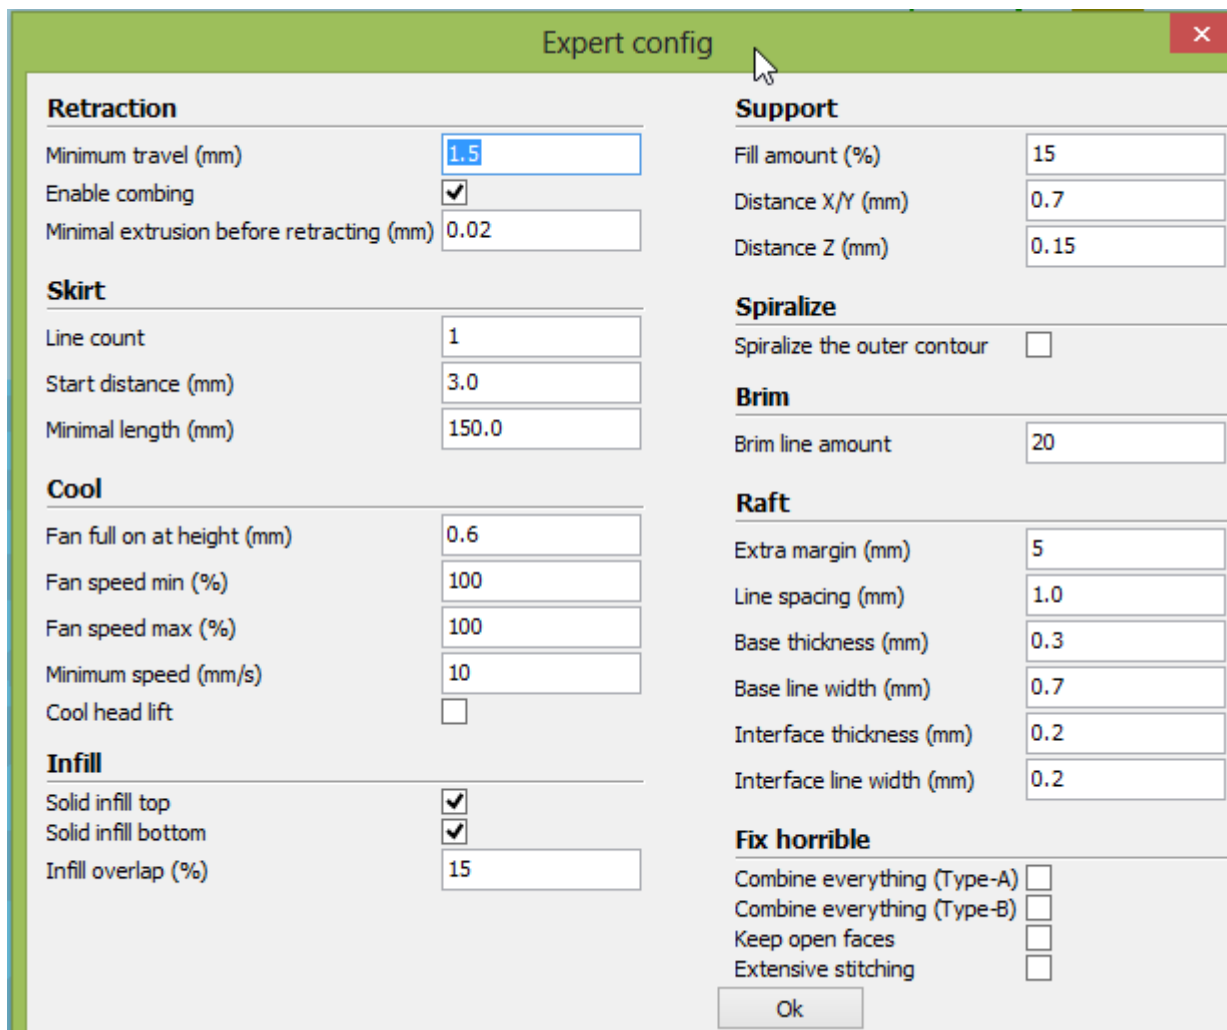 Expert config
Retraction
Minimum travel (mm) 1.5
Enable combing
Minimal extrusion before retracting (mm) 0.02
Skirt
Line count 1
Start distance (mm) 3.0
Minimal length (mm) 150.0
Cool
Fan full on at height (mm) 0.6
Fan speed min (%) 100
Fan speed max (%) 100
Minimum speed (mm/s) 10
Cool head lift
Infill
Solid infill top
Solid infill bottom
Infill overlap (%) 15
Support
Fill amount (%) 15
Distance X/Y (mm) 0.7
Distance Z (mm) 0.15
Spiralize
Spiralize the outer contour
Brim
Brim line amount 20
Raft
Extra margin (mm) 5
Line spacing (mm) 1.0
Base thickness (mm) 0.3
Base line width (mm) 0.7
Interface thickness (mm) 0.2
Interface line width (mm) 0.2
Fix horrible
Combine everything (Type-A)
Combine everything (Type-B)
Keep open faces
Extensive stitching
Ok